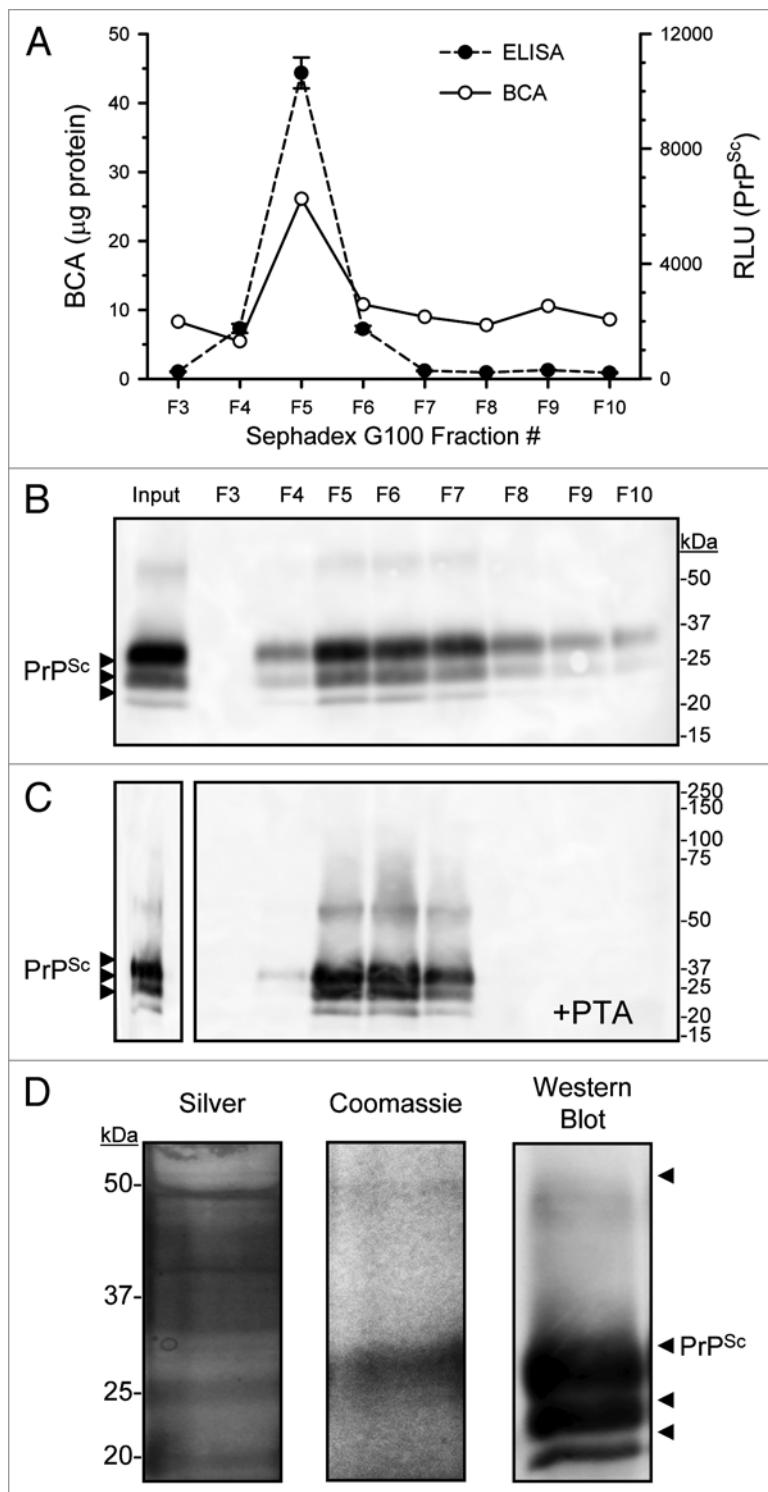 A
50
40
30
20
10
0
BCA (µg protein)
ELISA
BCA
12000
8000
4000
0
RLU (PrPSc)
F3 F4 F5 F6 F7 F8 F9 F10
Sephadex G100 Fraction #
B
Input F3 F4 F5 F6 F7 F8 F9 F10
PrPSc
kDa
-50
-37
-25
-20
-15
C
PrPSc
+PTA
-250
-150
-100
-75
-50
-37
-25
-20
-15
D
Silver Coomassie Western
Blot
kDa
50-
37-
25-
20-
PrPSc